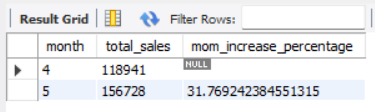 Result Grid Filter Rows:
month total_sales mom_increase_percentage
4 118941 NULL
5 156728 31.769242384551315